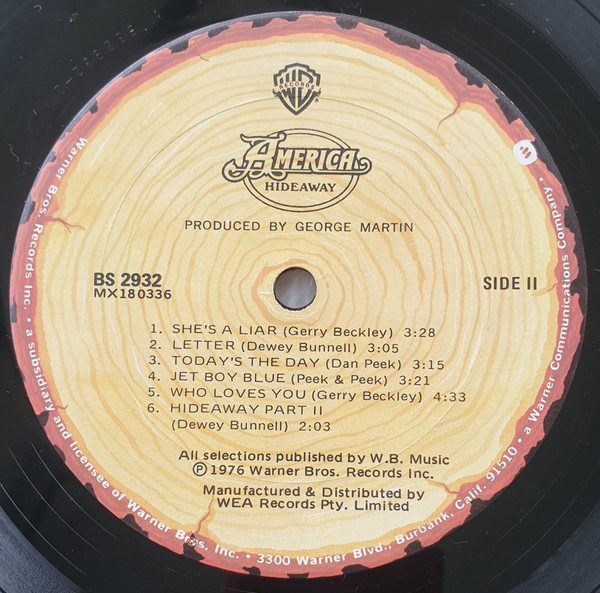 WB
RECORDS
AMERICA
HIDEAWAY
PRODUCED BY GEORGE MARTIN
BS 2932
MX180336
SIDE II
1. SHE'S A LIAR (Gerry Beckley) 3:28
2. LETTER (Dewey Bunnell) 3:05
3. TODAY'S THE DAY (Dan Peek) 3:15
4. JET BOY BLUE (Peek & Peek) 3:21
5. WHO LOVES YOU (Gerry Beckley) 4:33
6. HIDEAWAY PART II
(Dewey Bunnell) 2:03
All selections published by W.B. Music
Ⓟ 1976 Warner Bros. Records Inc.
Manufactured & Distributed by
WEA Records Pty. Limited
Warner Bros. Records Inc. • a subsidiary and licensee of Warner Bros. Inc. • 3300 Warner Blvd., Burbank, Calif. 91510 • a Warner Communications Company.